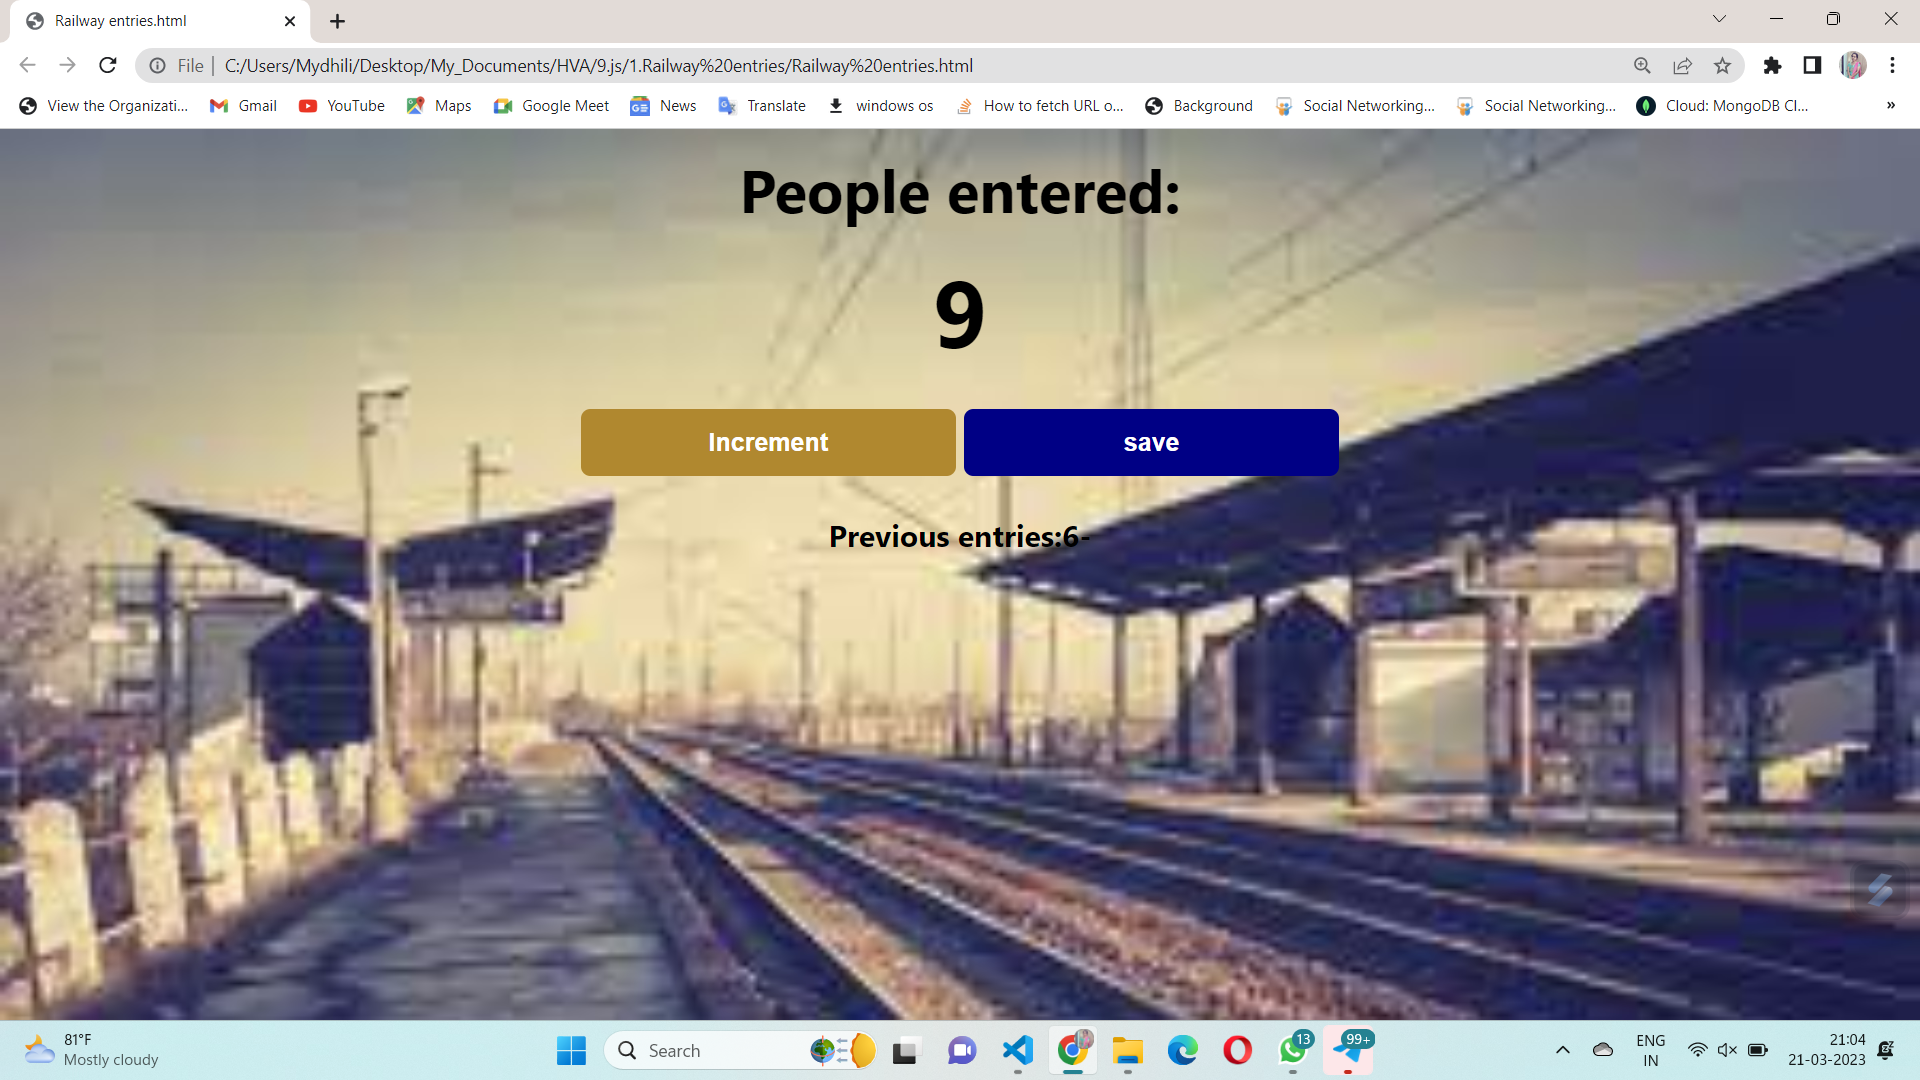 Railway entries.html
File
C:/Users/Mydhili/Desktop/My_Documents/HVA/9.js/1.Railway%20entries/Railway%20entries.html
View the Organizati...
Gmail
YouTube
Maps
Google Meet
News
Translate
windows os
How to fetch URL o...
Background
Social Networking...
Social Networking...
Cloud: MongoDB Cl...
»
People entered:
9
Increment
save
Previous entries:6-
81°F
Mostly cloudy
Search
13
99+
ENG
IN
21:04
21-03-2023